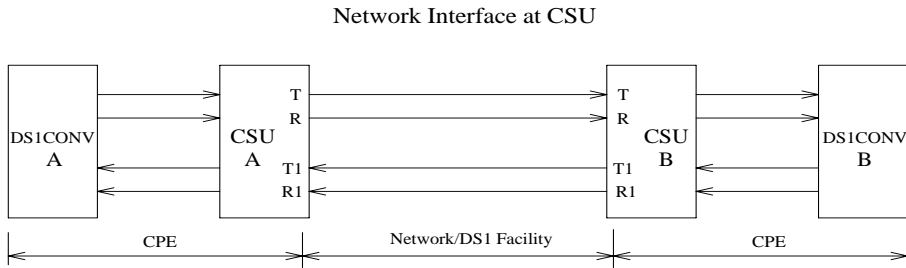 Network Interface at CSU
DS1CONV
A
CSU
A
T
R
T1
R1
T
R
T1
R1
CSU
B
DS1CONV
B
CPE
Network/DS1 Facility
CPE